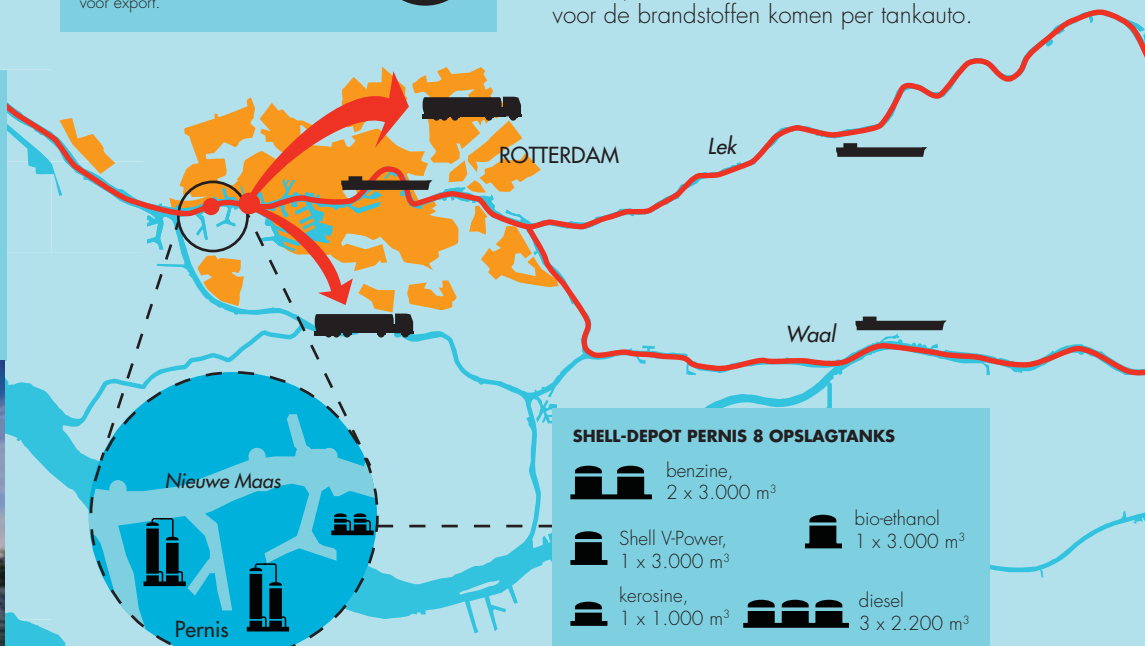 voor export.
voor de brandstoffen komen per tankauto.
ROTTERDAM
Lek
Waal
Nieuwe Maas
Pernis
SHELL-DEPOT PERNIS 8 OPSLAGTANKS
benzine,
2 x 3.000 m³
Shell V-Power,
1 x 3.000 m³
bio-ethanol
1 x 3.000 m³
kerosine,
1 x 1.000 m³
diesel
3 x 2.200 m³